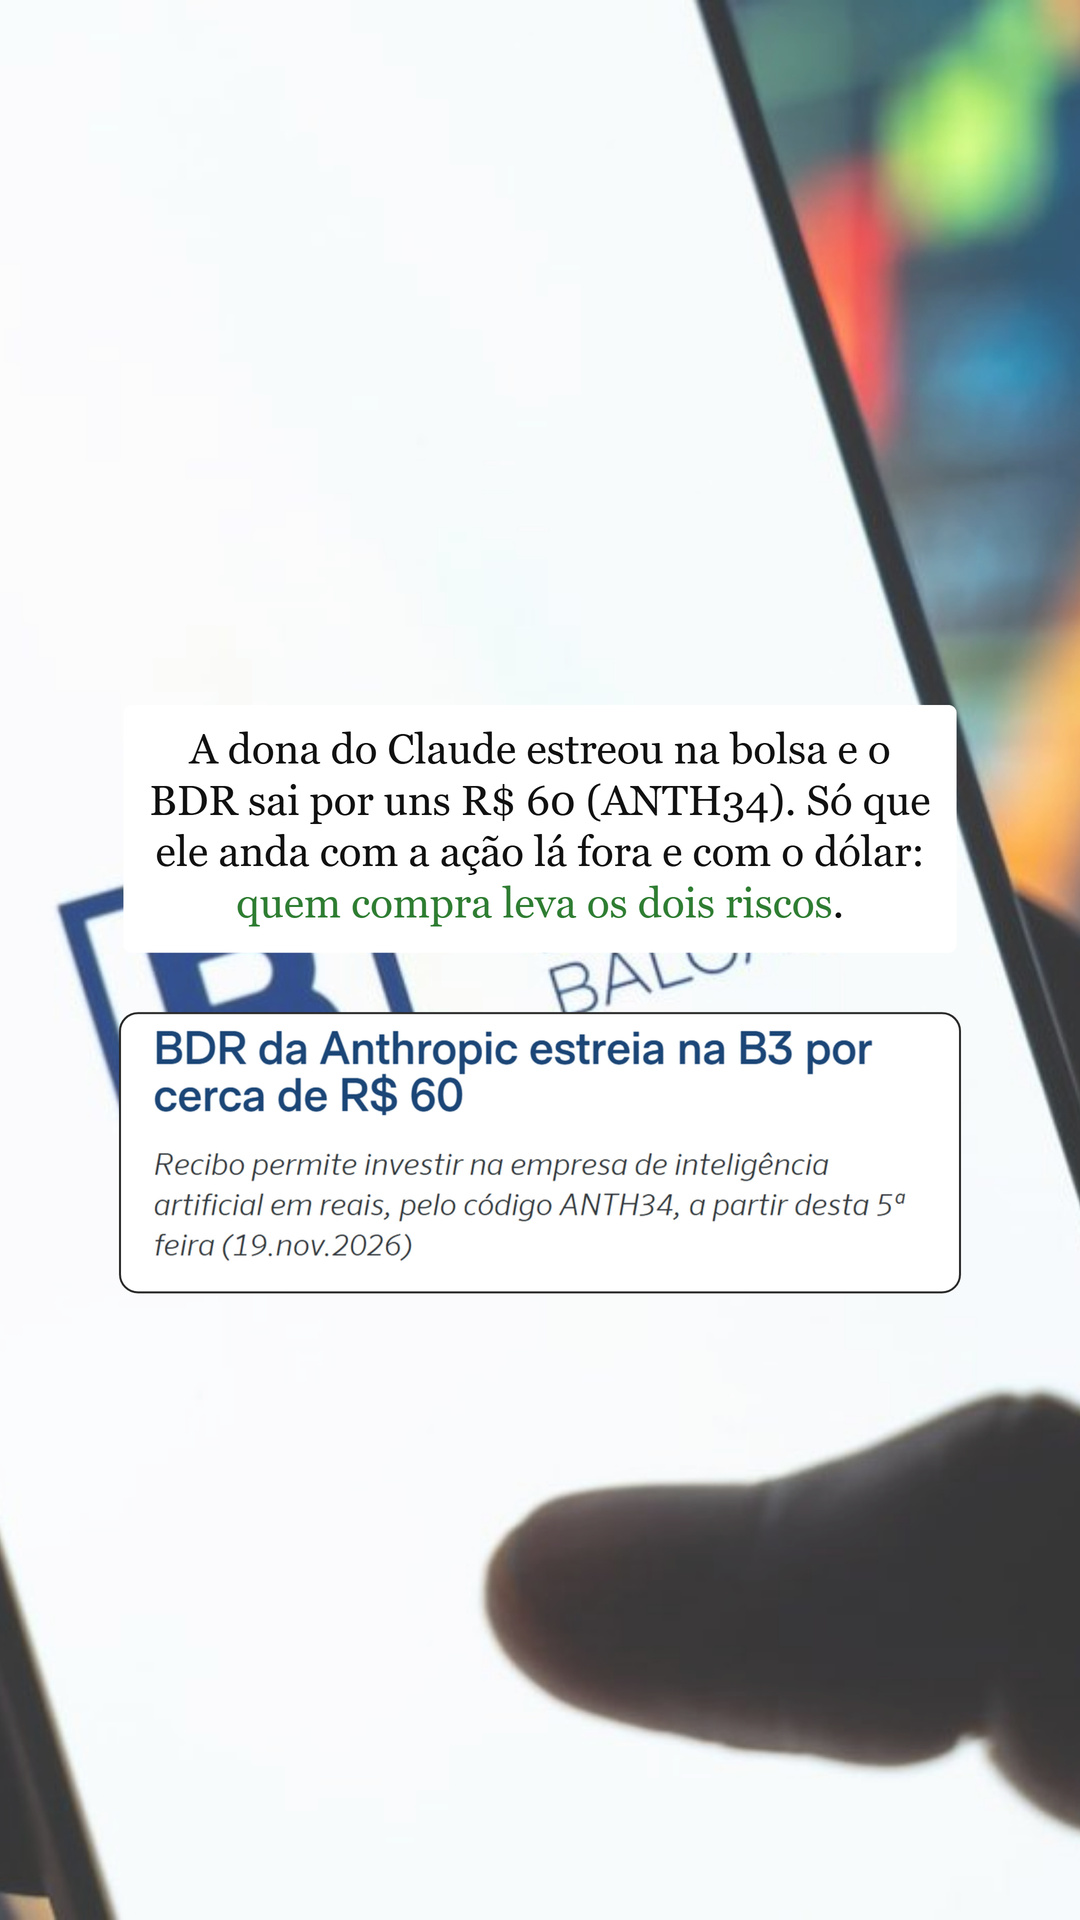 A dona do Claude estreou na bolsa e o
BDR sai por uns R$ 60 (ANTH34). Só que
ele anda com a ação lá fora e com o dólar:
quem compra leva os dois riscos.
B
BALC
BDR da Anthropic estreia na B3 por
cerca de R$ 60
Recibo permite investir na empresa de inteligência
artificial em reais, pelo código ANTH34, a partir desta 5ª
feira (19.nov.2026)